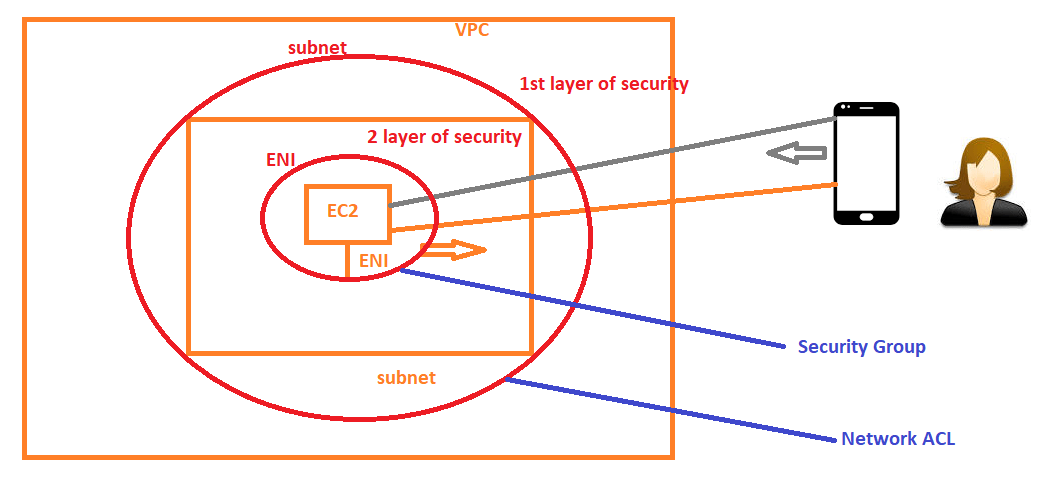 VPC
subnet
1st layer of security
2 layer of security
ENI
EC2
ENI
Security Group
subnet
Network ACL